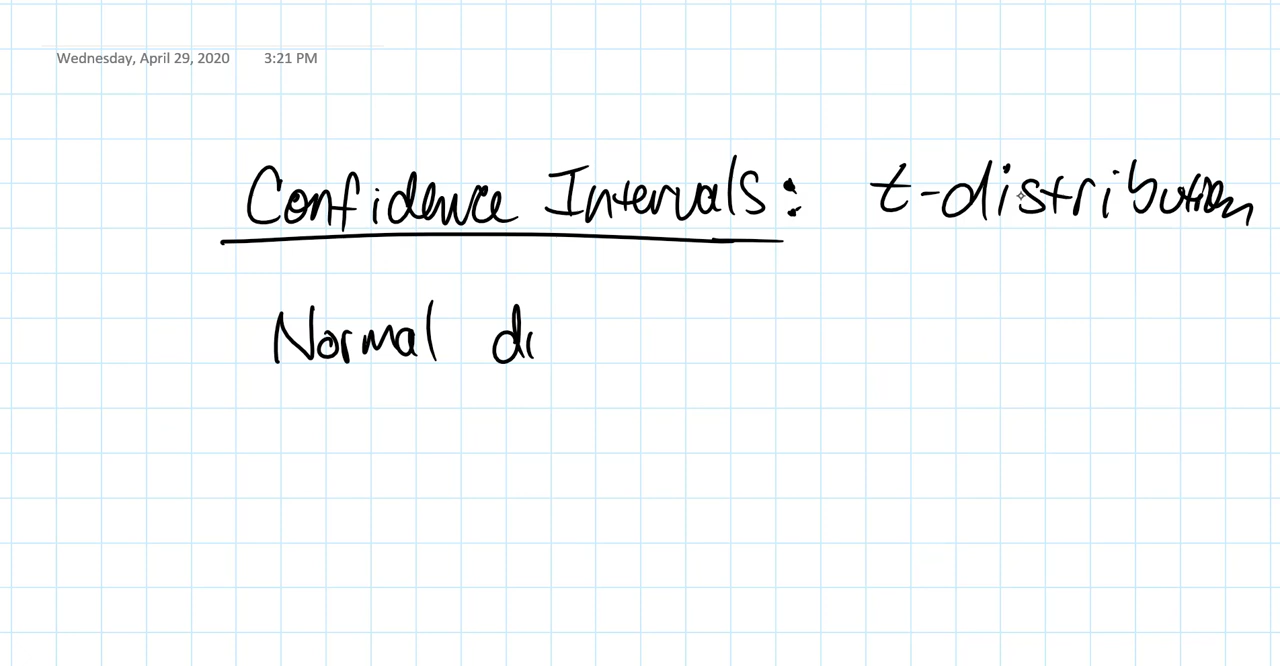 Wednesday, April 29, 2020 3:21 PM
Confidence Intervals: t-distribution
Normal di